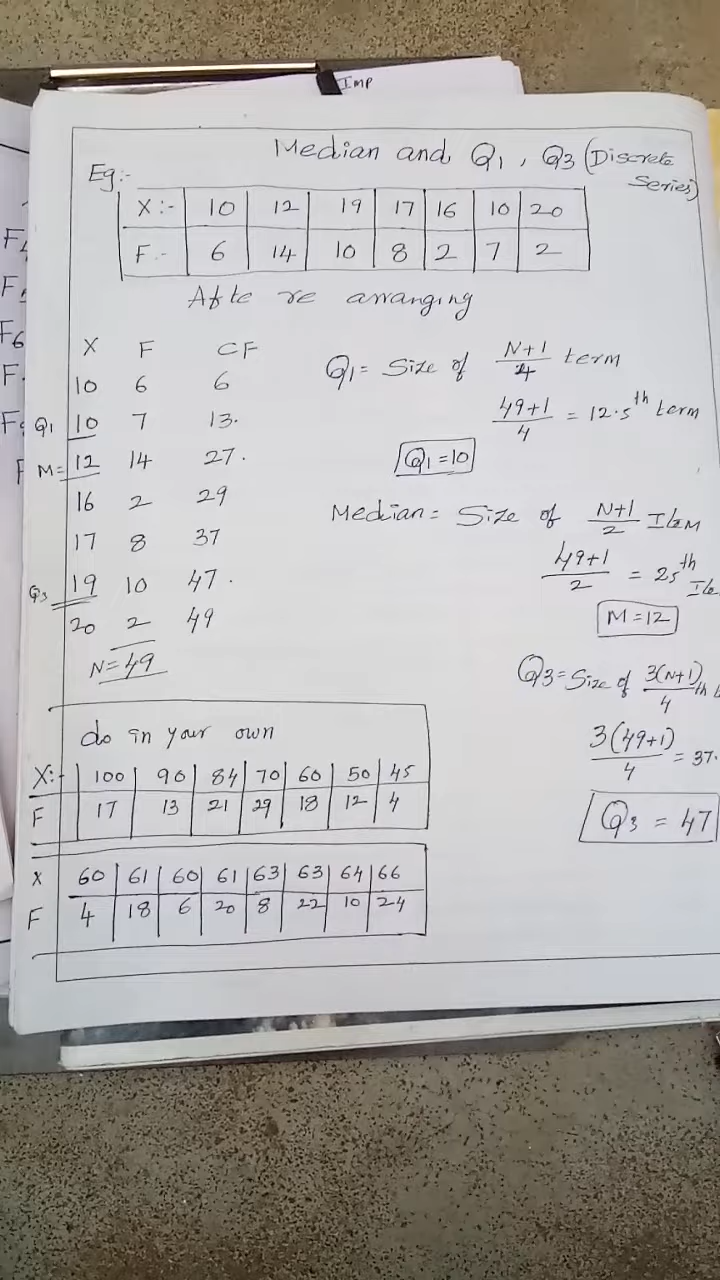 IMP
Median and Q1, Q3 (Discrete Series)
Eg:-
X:- 10 12 19 17 16 10 20
F.- 6 14 10 8 2 7 2
Afte re arranging
X F CF
10 6 6
Q1 10 7 13.
M= 12 14 27.
16 2 29
17 8 37
Q3 19 10 47.
20 2 49
N=49
Q1= Size of N+1/4 term
49+1/4 = 12.5th term
Q1 =10
Median = Size of N+1/2 Item
49+1/2 = 25th Ite
M=12
Q3=Size of 3(N+1)/4 th
3(49+1)/4 = 37.
Q3 = 47
do in your own
X:- 100 90 84 70 60 50 45
F 17 13 21 29 18 12 4
X 60 61 60 61 63 63 64 66
F 4 18 6 20 8 22 10 24
F
F
F6
F
F
F